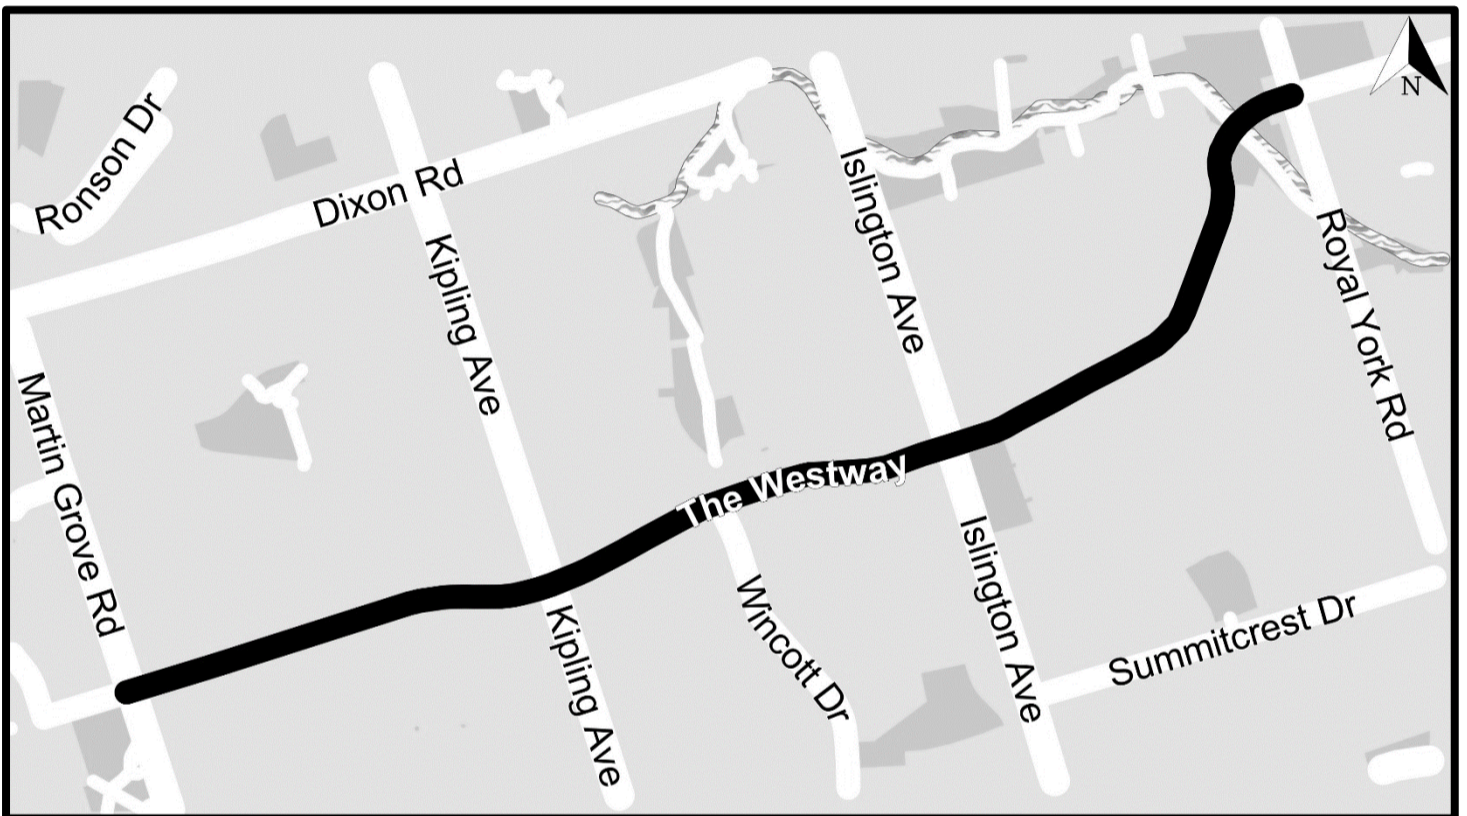 N
Ronson Dr
Dixon Rd
Kipling Ave
Islington Ave
Royal York Rd
Martin Grove Rd
The Westway
Islington Ave
Wincott Dr
Kipling Ave
Summitcrest Dr